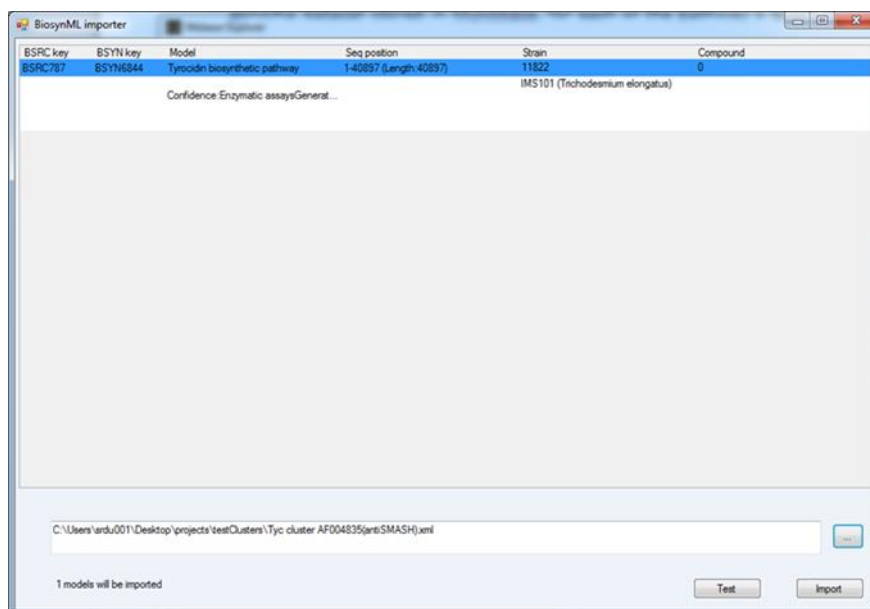 BiosynML importer
BSRC key BSYN key Model Seq position Strain Compound
BSRC787 BSYN6844 Tyrocidin biosynthetic pathway 1-40897 (Length:40897) 11822 0
IMS101 (Trichodesmium elongatus)
Confidence:Enzymatic assaysGenerat...
C:\Users\ardu001\Desktop\projects\testClusters\Tyc cluster AF004835(antiSMASH).xml
...
1 models will be imported
Test Import